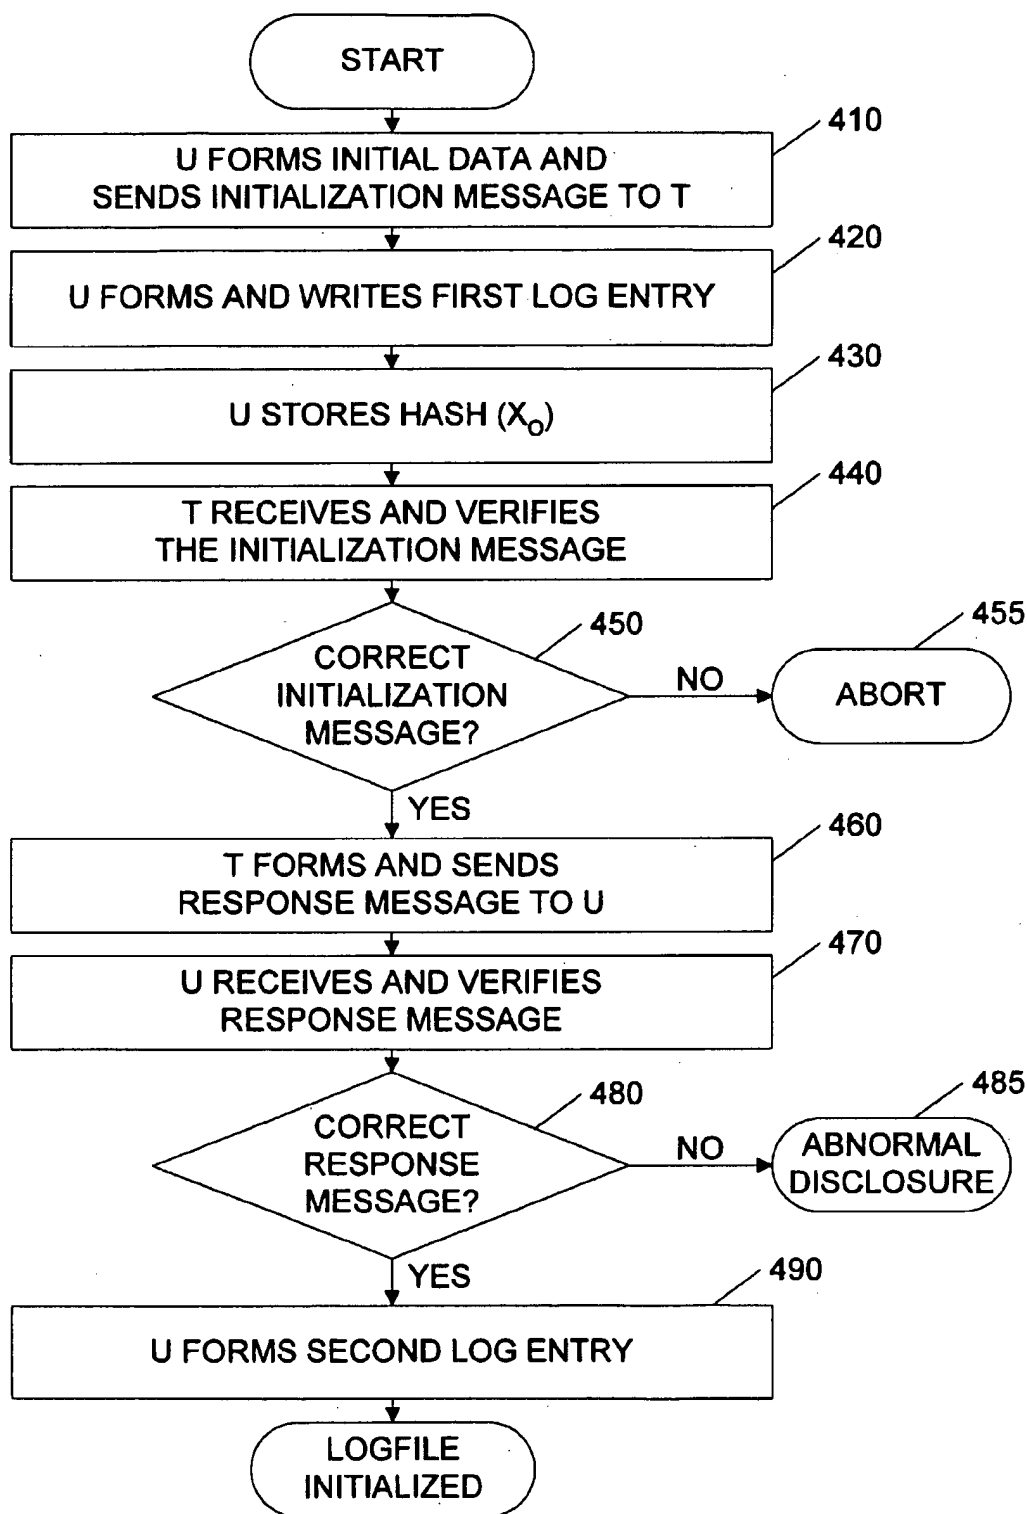 START
410
U FORMS INITIAL DATA AND
SENDS INITIALIZATION MESSAGE TO T
420
U FORMS AND WRITES FIRST LOG ENTRY
430
U STORES HASH (X₀)
440
T RECEIVES AND VERIFIES
THE INITIALIZATION MESSAGE
450
CORRECT
INITIALIZATION
MESSAGE?
NO
455
ABORT
YES
460
T FORMS AND SENDS
RESPONSE MESSAGE TO U
470
U RECEIVES AND VERIFIES
RESPONSE MESSAGE
480
CORRECT
RESPONSE
MESSAGE?
NO
485
ABNORMAL
DISCLOSURE
YES
490
U FORMS SECOND LOG ENTRY
LOGFILE
INITIALIZED